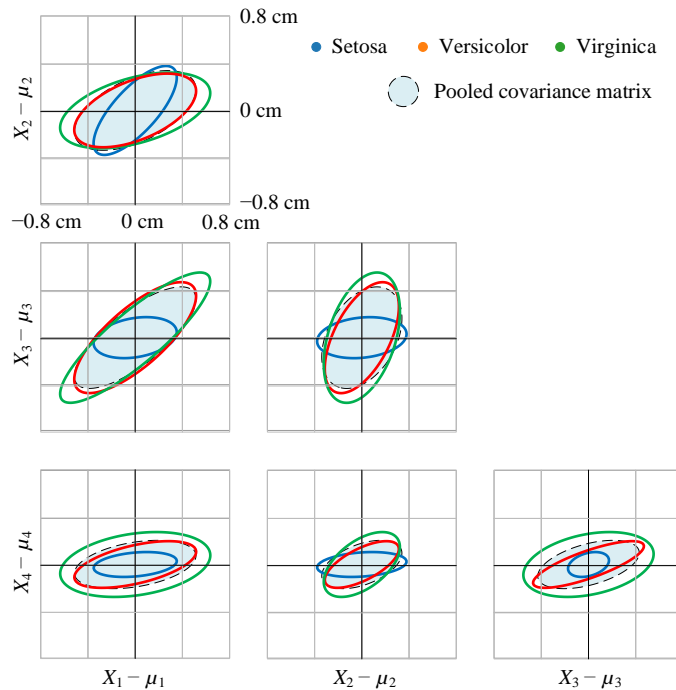 0.8 cm
Setosa
Versicolor
Virginica
Pooled covariance matrix
X₂ − μ₂
0 cm
−0.8 cm
−0.8 cm 0 cm 0.8 cm
X₃ − μ₃
X₄ − μ₄
X₁ − μ₁
X₂ − μ₂
X₃ − μ₃